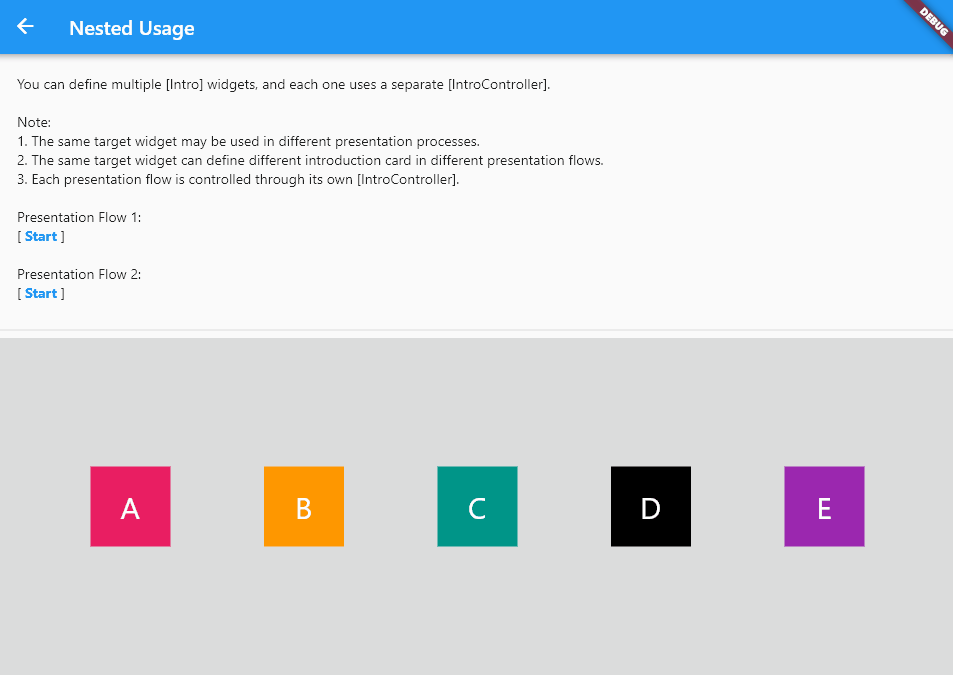 Nested Usage
DEBUG
You can define multiple [Intro] widgets, and each one uses a separate [IntroController].
Note:
1. The same target widget may be used in different presentation processes.
2. The same target widget can define different introduction card in different presentation flows.
3. Each presentation flow is controlled through its own [IntroController].
Presentation Flow 1:
[ Start ]
Presentation Flow 2:
[ Start ]
A B C D E